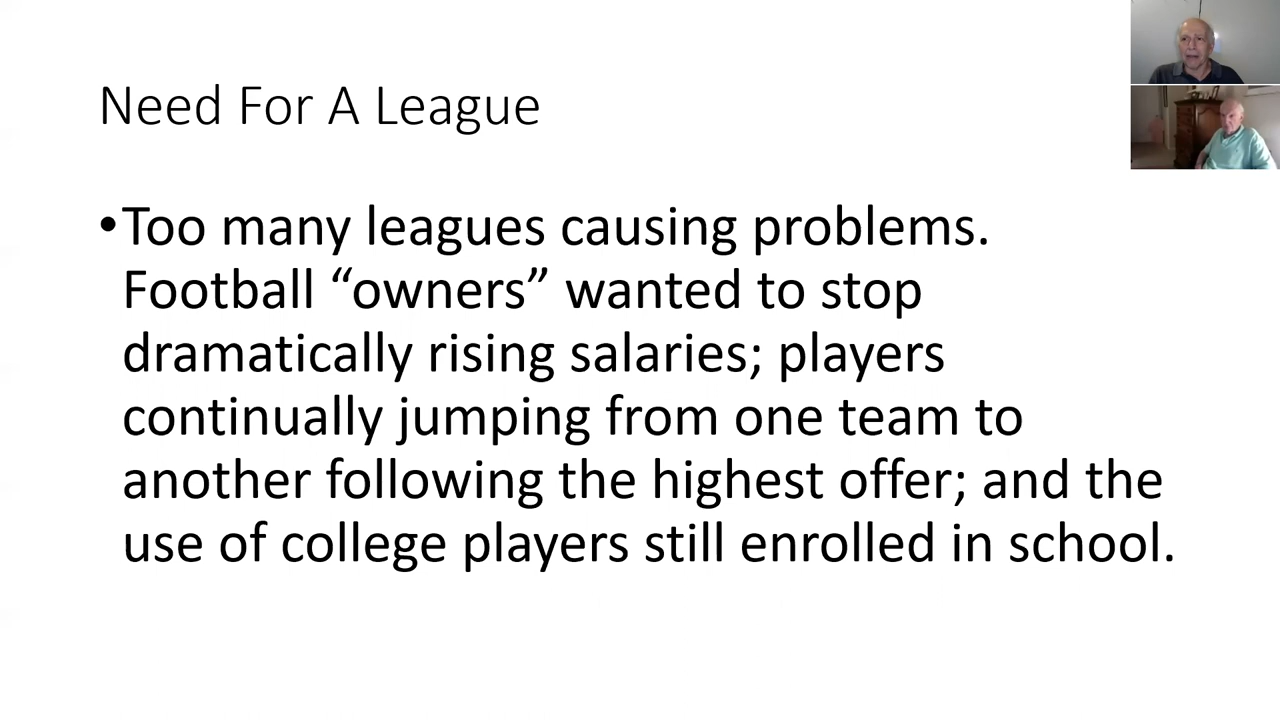 Need For A League
•Too many leagues causing problems.
Football “owners” wanted to stop
dramatically rising salaries; players
continually jumping from one team to
another following the highest offer; and the
use of college players still enrolled in school.